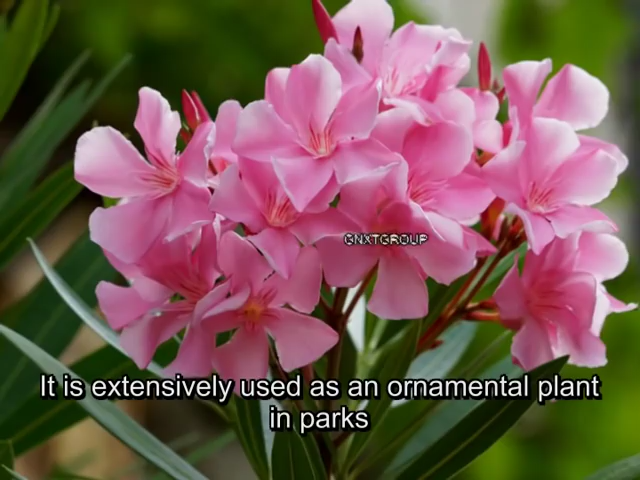 GNXTGROUP
It is extensively used as an ornamental plant
in parks